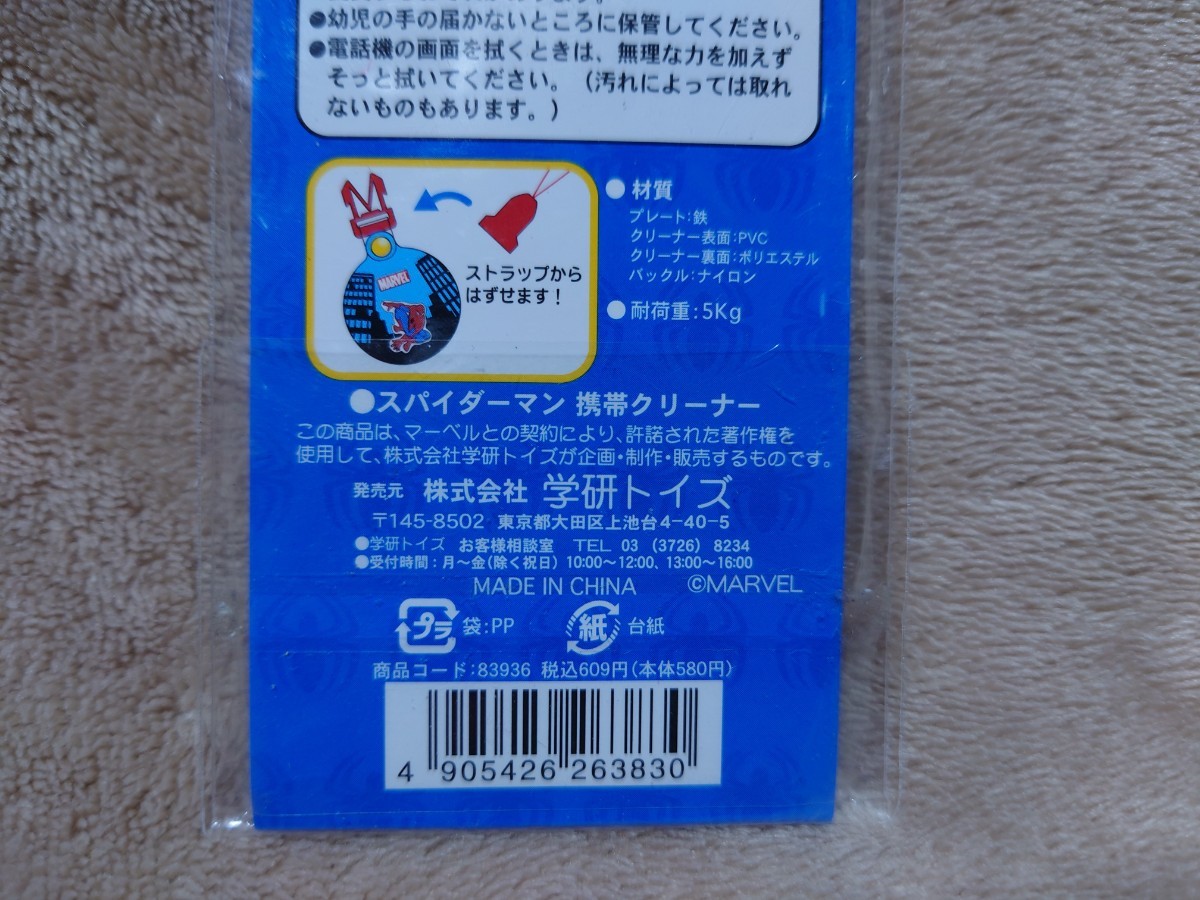 ●幼児の手の届かないところに保管してください。
●電話機の画面を拭くときは、無理な力を加えず
そっと拭いてください。(汚れによっては取れ
ないものもあります。)
MARVEL
ストラップから
はずせます!
●材質
プレート:鉄
クリーナー表面:PVC
クリーナー裏面:ポリエステル
バックル:ナイロン
●耐荷重:5Kg
●スパイダーマン 携帯クリーナー
この商品は、マーベルとの契約により、許諾された著作権を
使用して、株式会社学研トイズが企画・制作・販売するものです。
発売元 株式会社 学研トイズ
〒145-8502 東京都大田区上池台4-40-5
●学研トイズ お客様相談室 TEL 03 (3726) 8234
●受付時間:月〜金(除く祝日) 10:00〜12:00、13:00〜16:00
MADE IN CHINA ©MARVEL
プラ 袋:PP 紙 台紙
商品コード:83936 税込609円(本体580円)
4 905426 263830